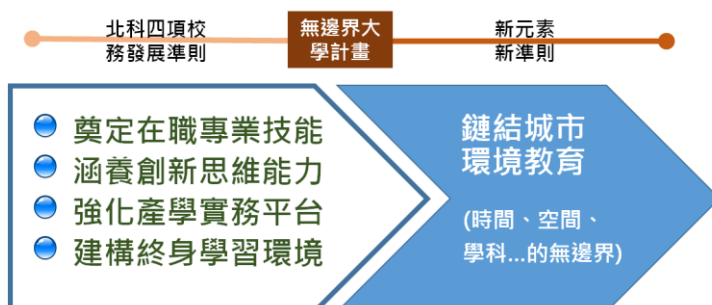 北科四項校
務發展準則
無邊界大
學計畫
新元素
新準則
奠定在職專業技能
涵養創新思維能力
強化產學實務平台
建構終身學習環境
鏈結城市
環境教育
(時間、空間、
學科...的無邊界)